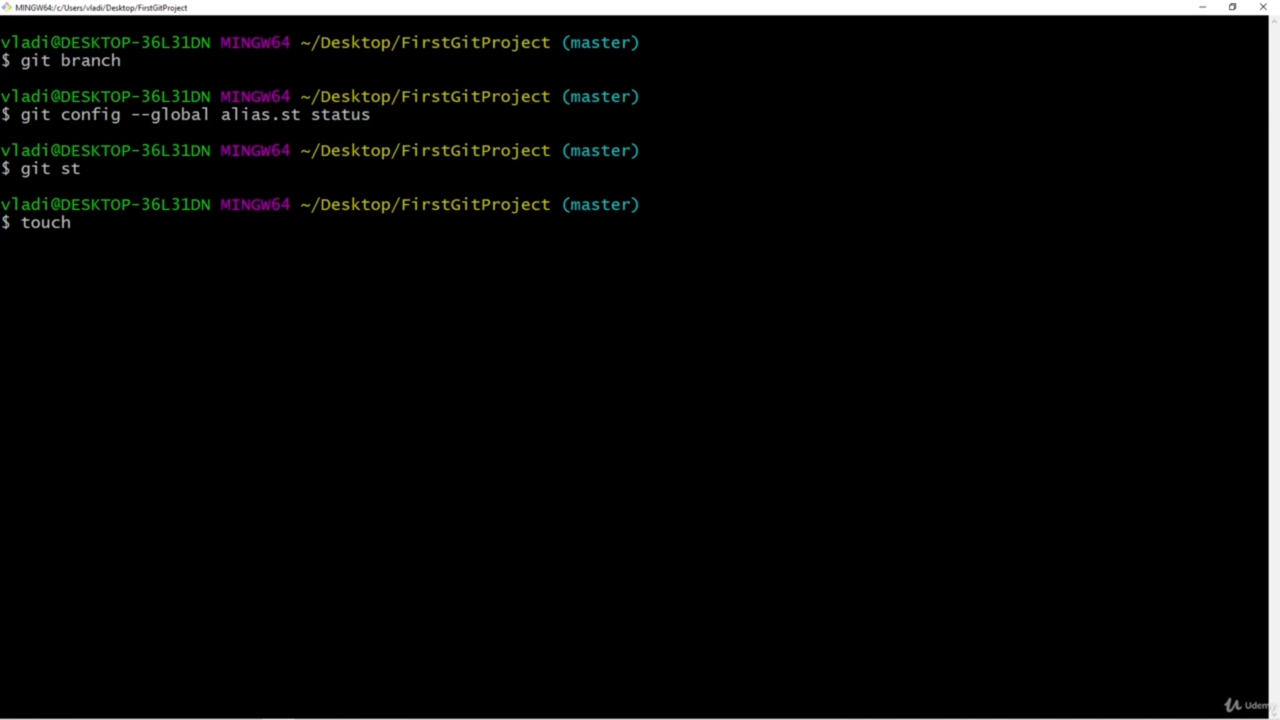 MINGW64:/c/Users/vladi/Desktop/FirstGitProject
vladi@DESKTOP-36L31DN MINGW64 ~/Desktop/FirstGitProject (master)
$ git branch
vladi@DESKTOP-36L31DN MINGW64 ~/Desktop/FirstGitProject (master)
$ git config --global alias.st status
vladi@DESKTOP-36L31DN MINGW64 ~/Desktop/FirstGitProject (master)
$ git st
vladi@DESKTOP-36L31DN MINGW64 ~/Desktop/FirstGitProject (master)
$ touch
Udemy